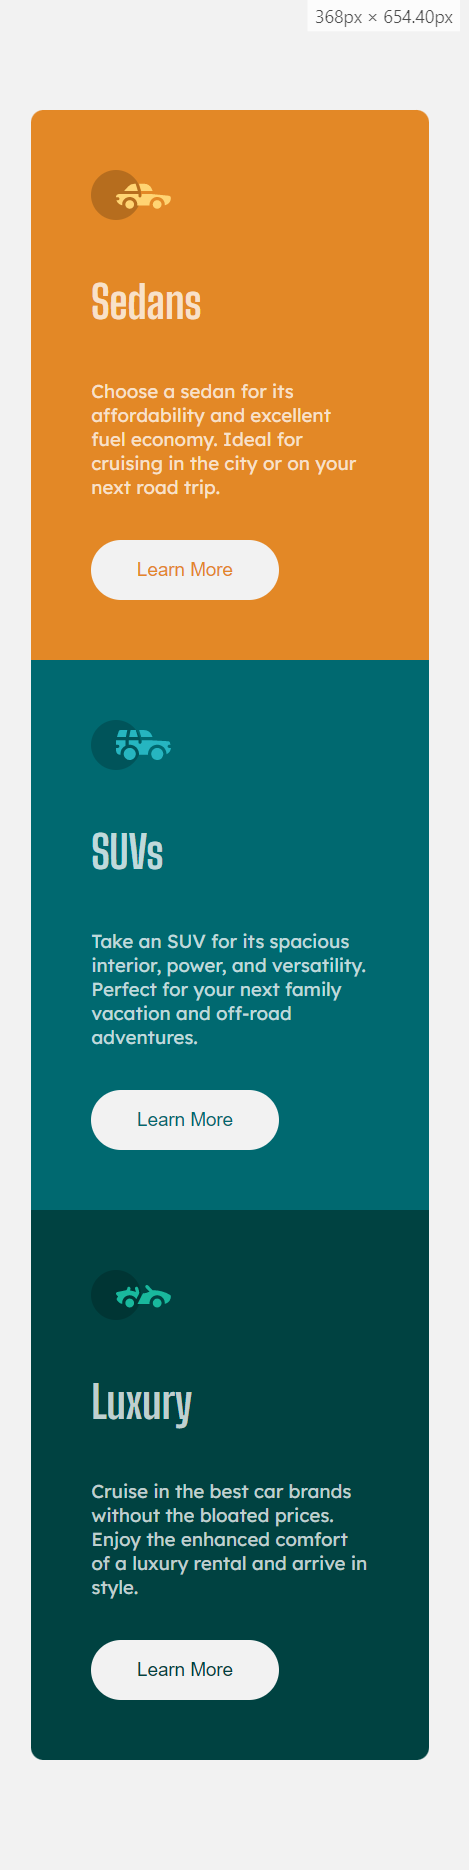 368px × 654.40px
Sedans
Choose a sedan for its
affordability and excellent
fuel economy. Ideal for
cruising in the city or on your
next road trip.
Learn More
SUVs
Take an SUV for its spacious
interior, power, and versatility.
Perfect for your next family
vacation and off-road
adventures.
Learn More
Luxury
Cruise in the best car brands
without the bloated prices.
Enjoy the enhanced comfort
of a luxury rental and arrive in
style.
Learn More